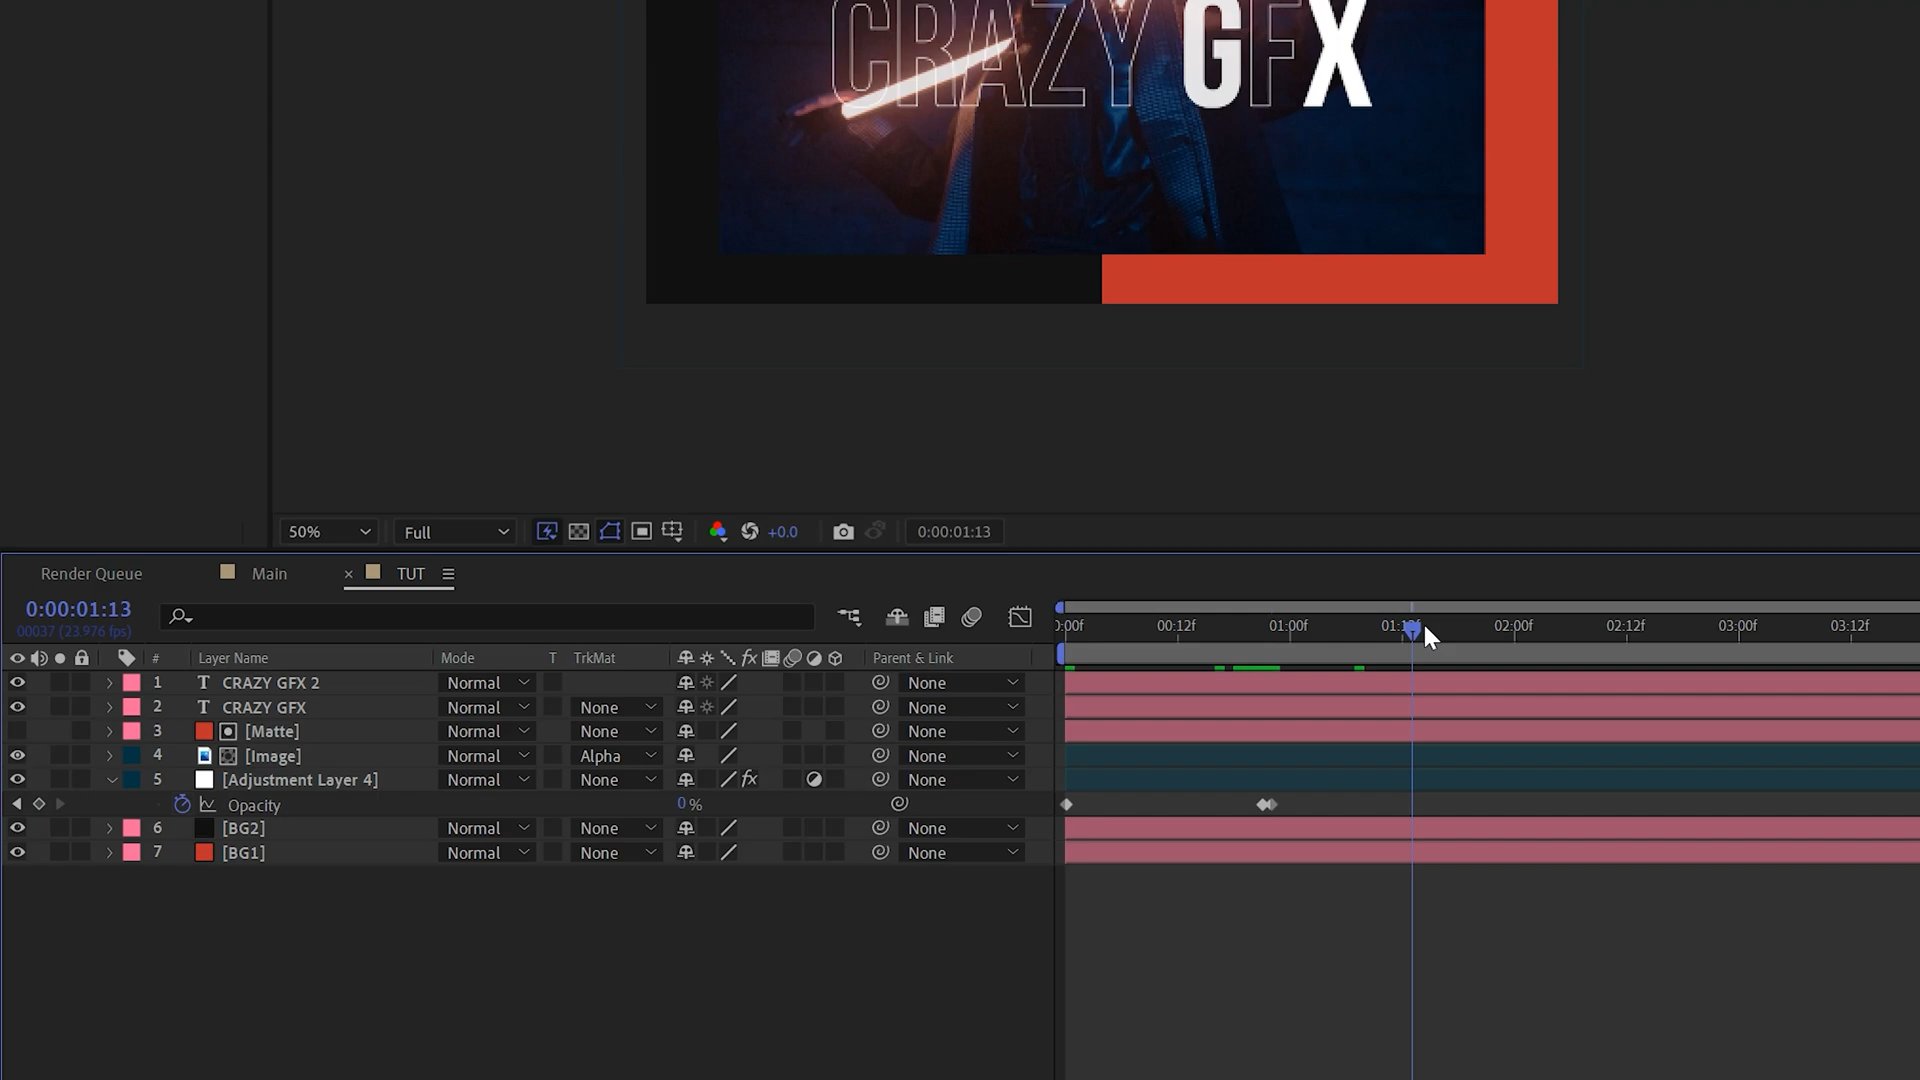 CRAZY GFX
50% Full +0.0 0:00:01:13
Render Queue Main × TUT
0:00:01:13
00037 (23.976 fps)
:00f 00:12f 01:00f 02:00f 02:12f 03:00f 03:12f
# Layer Name Mode T TrkMat fx Parent & Link
1 T CRAZY GFX 2 Normal None
2 T CRAZY GFX Normal None None
3 [Matte] Normal None None
4 [Image] Normal Alpha None
5 [Adjustment Layer 4] Normal None fx None
Opacity 0 %
6 [BG2] Normal None None
7 [BG1] Normal None None